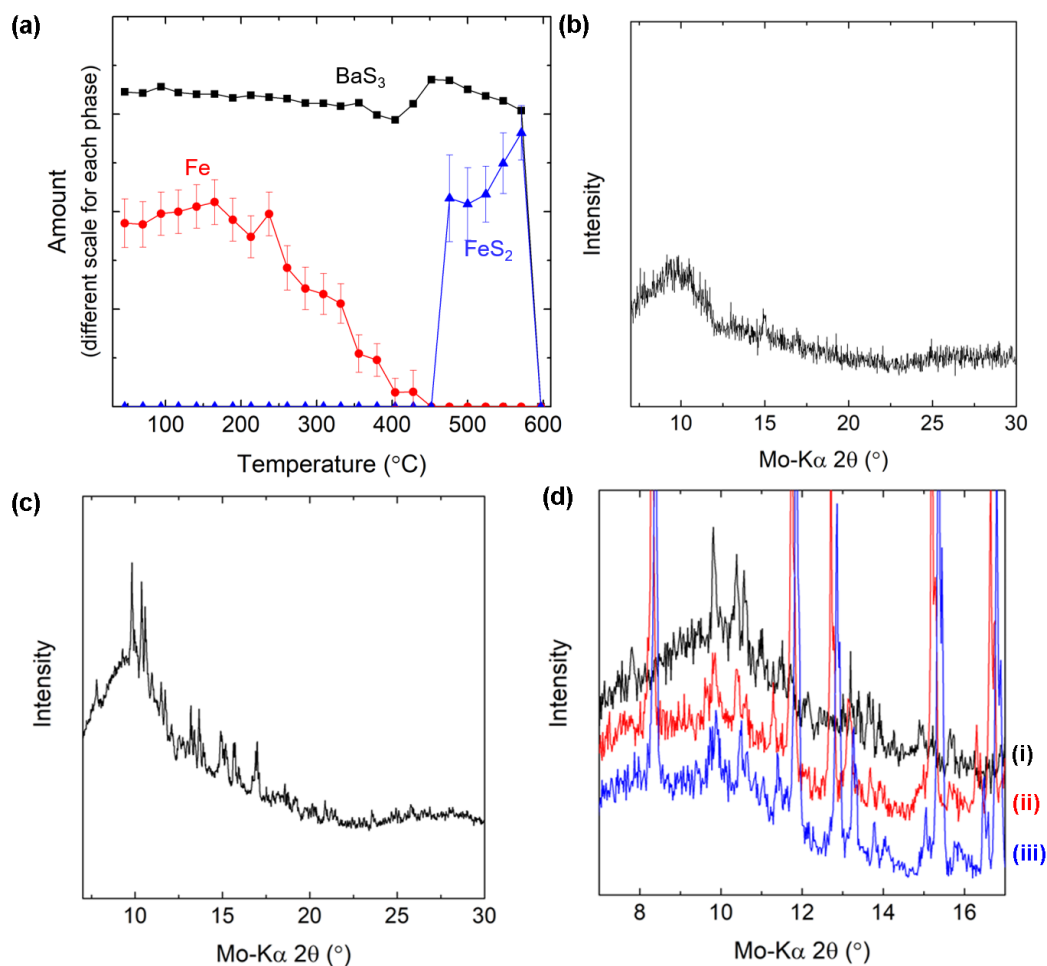 (a)
Amount
(different scale for each phase)
BaS3
Fe
FeS2
0 100 200 300 400 500 600
Temperature (°C)
(b)
Intensity
10 15 20 25 30
Mo-Kα 2θ (°)
(c)
Intensity
10 15 20 25 30
Mo-Kα 2θ (°)
(d)
Intensity
(i)
(ii)
(iii)
8 10 12 14 16
Mo-Kα 2θ (°)